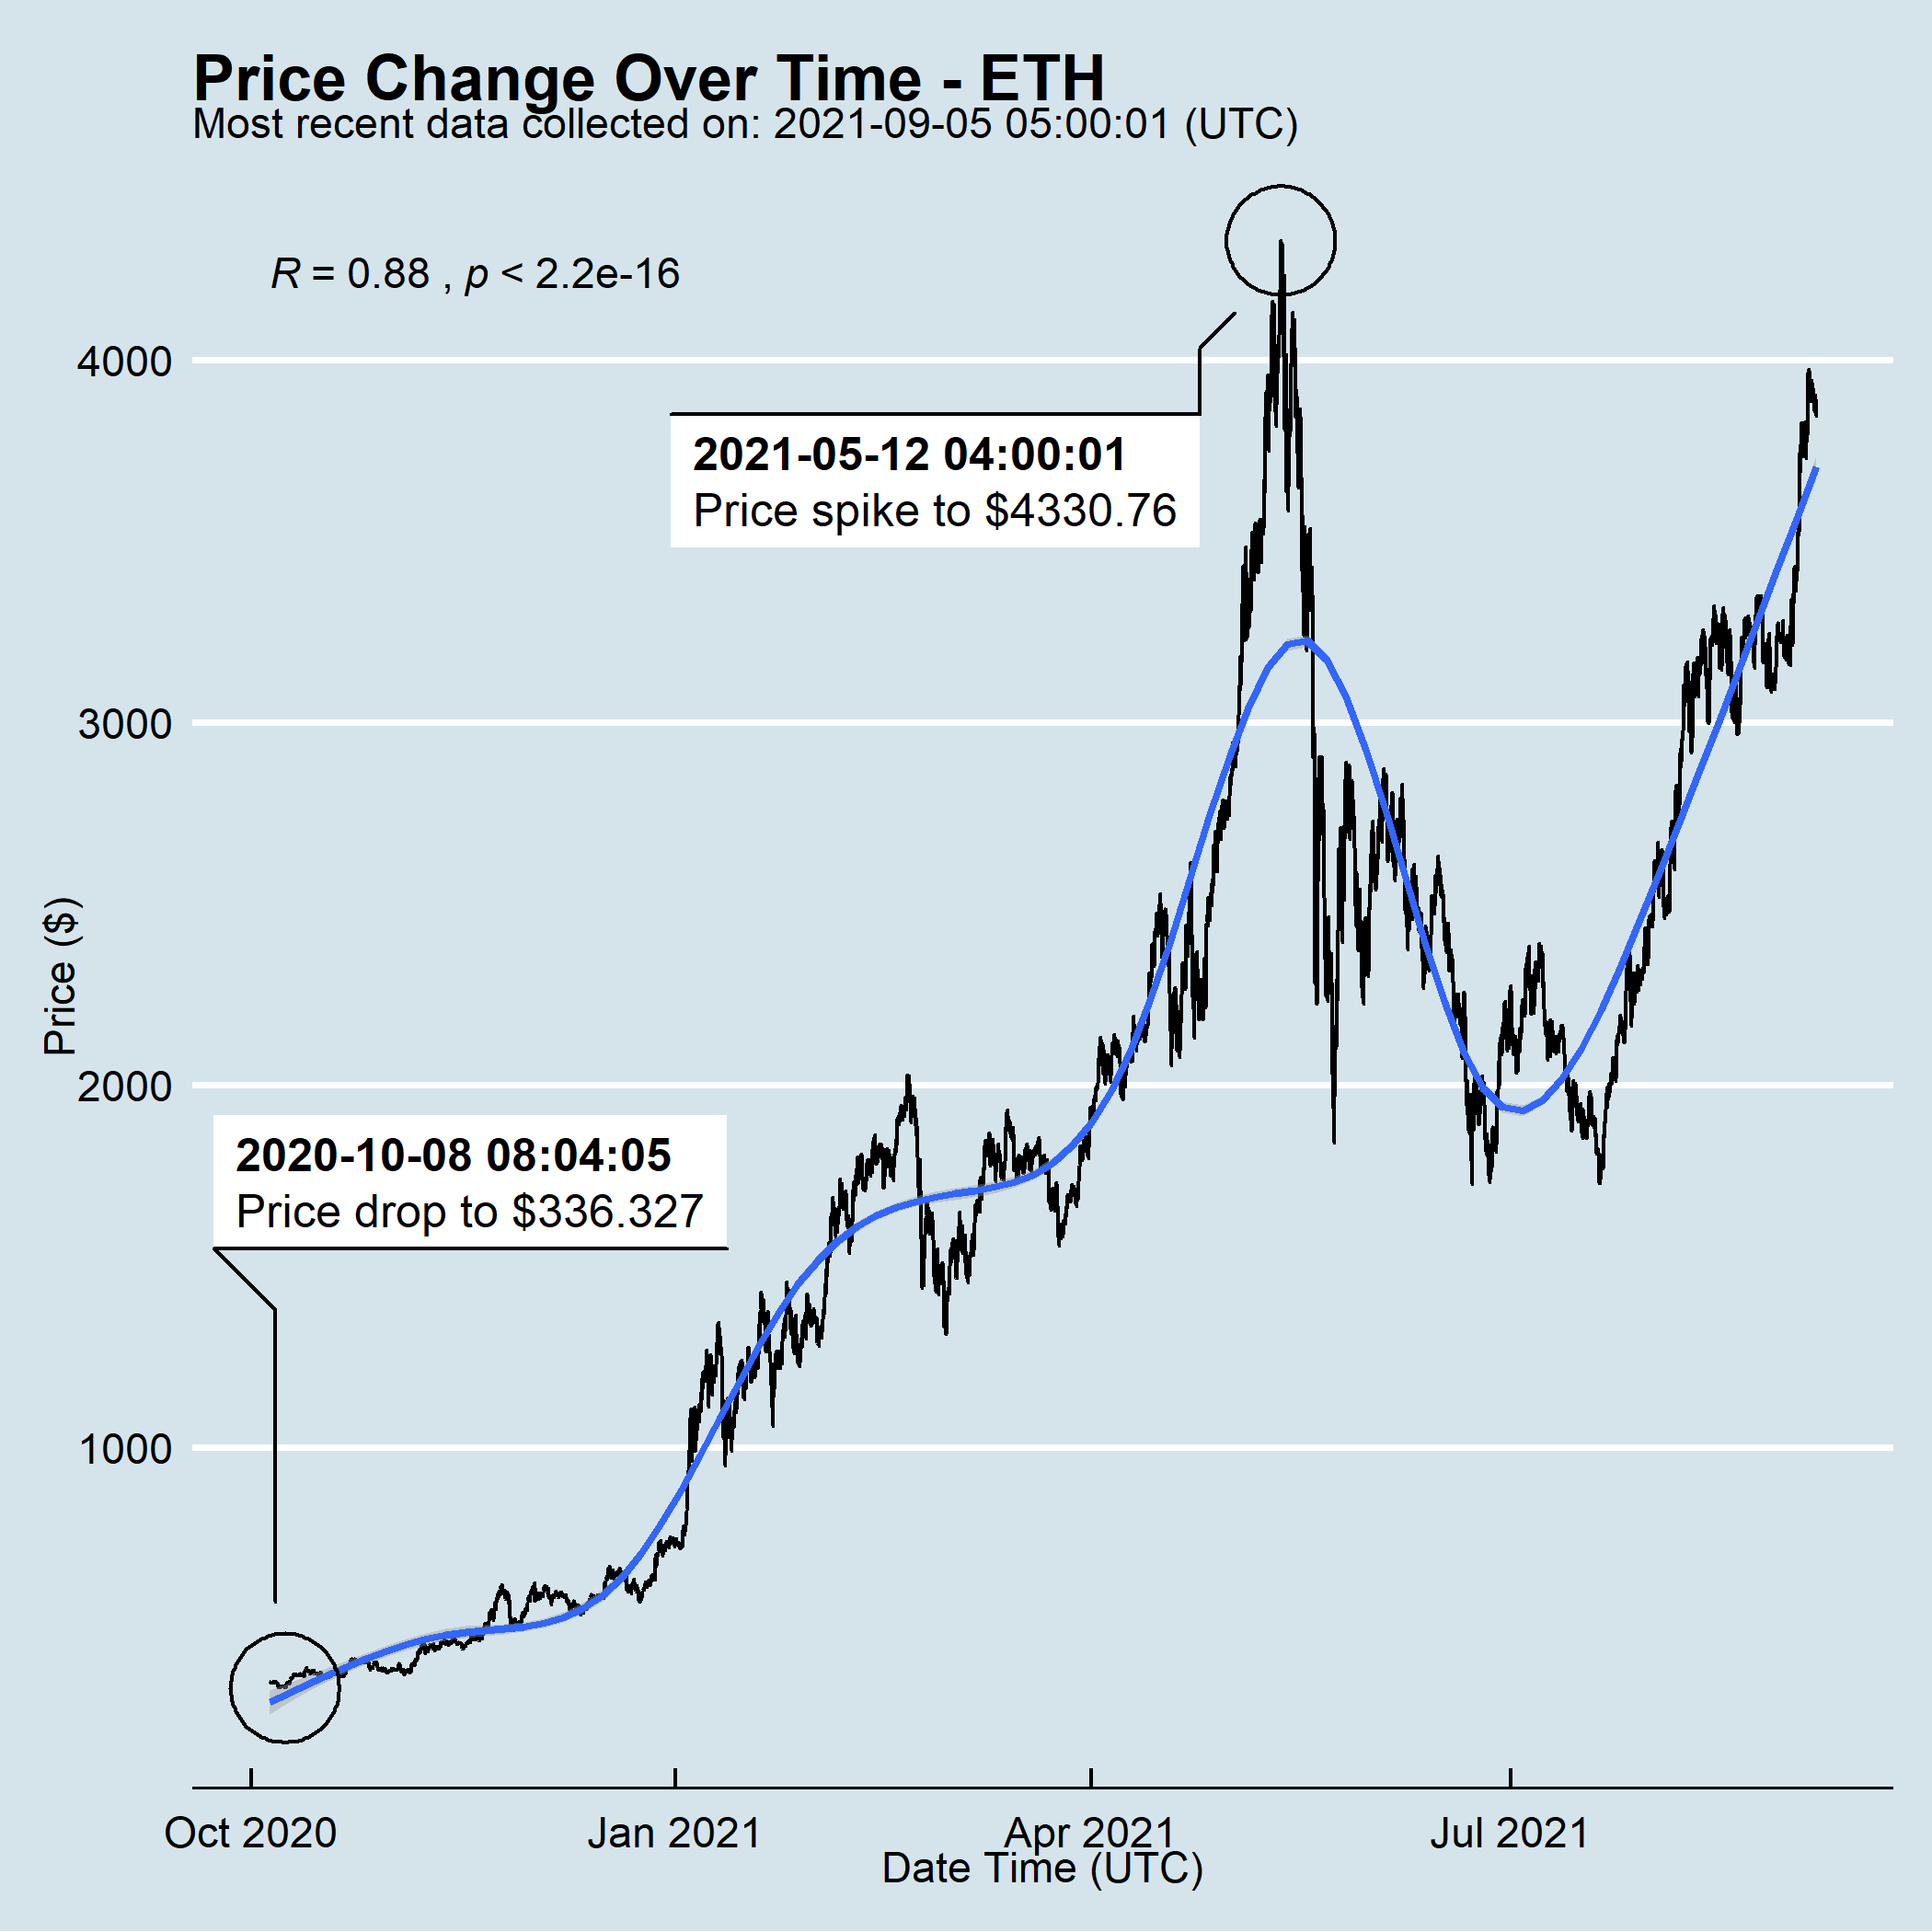 Price Change Over Time - ETH
Most recent data collected on: 2021-09-05 05:00:01 (UTC)
R = 0.88 , p < 2.2e-16
4000
2021-05-12 04:00:01
Price spike to $4330.76
3000
Price ($)
2000
2020-10-08 08:04:05
Price drop to $336.327
1000
Oct 2020
Jan 2021
Apr 2021
Jul 2021
Date Time (UTC)